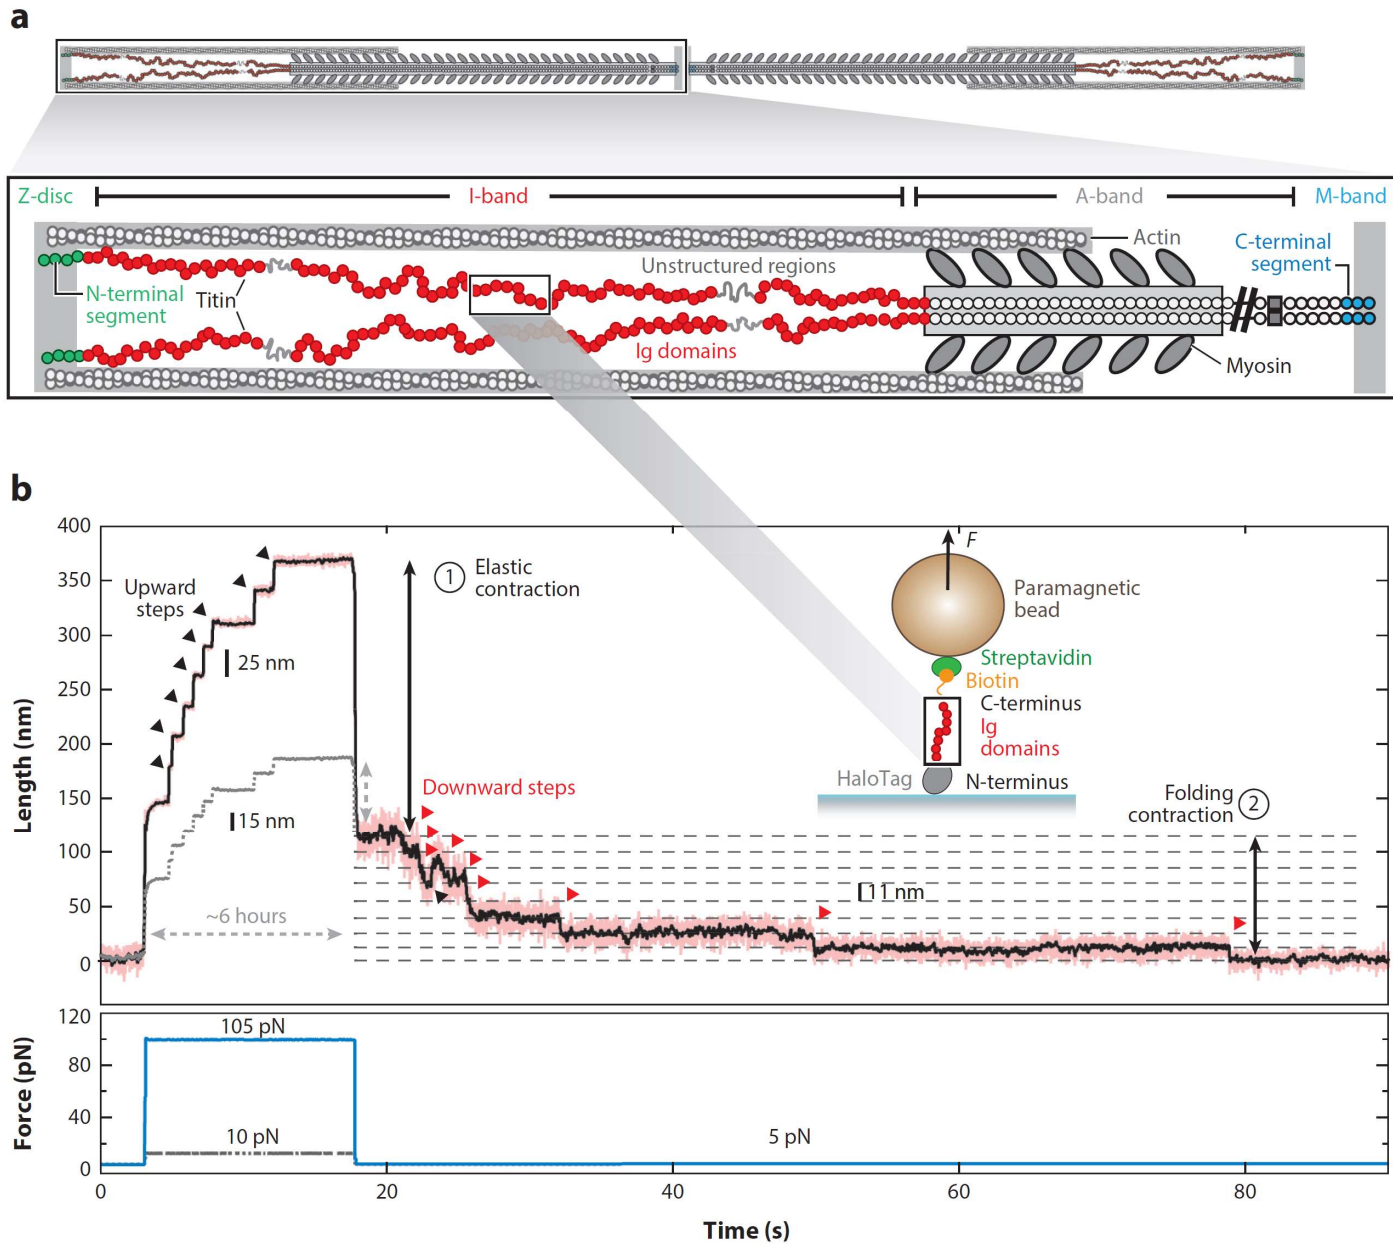 a
Z-disc
I-band
A-band
M-band
Actin
C-terminal
segment
Unstructured regions
N-terminal
segment
Titin
Ig domains
Myosin
b
400
350
300
250
200
150
100
50
0
Length (nm)
Upward
steps
25 nm
15 nm
~6 hours
1
Elastic
contraction
Downward steps
F
Paramagnetic
bead
Streptavidin
Biotin
C-terminus
Ig
domains
HaloTag
N-terminus
Folding
contraction
2
11 nm
120
80
40
0
Force (pN)
105 pN
10 pN
5 pN
0
20
40
60
80
Time (s)